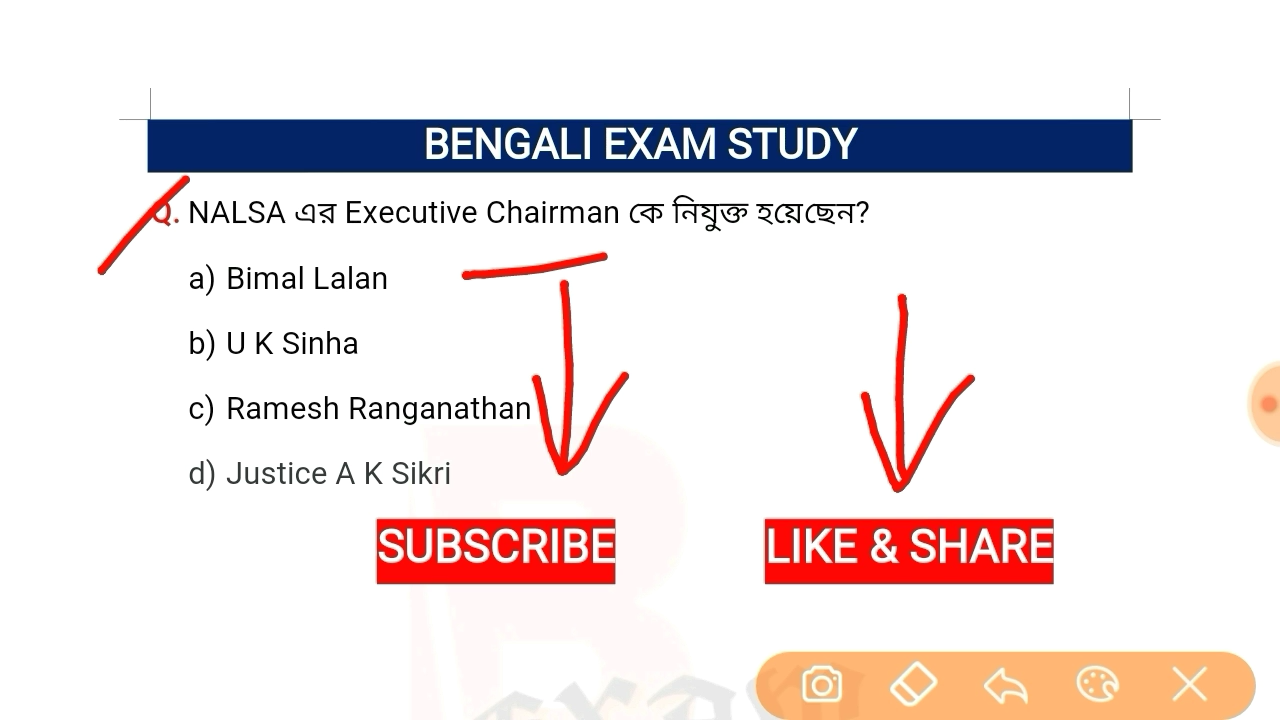 BENGALI EXAM STUDY
Q. NALSA এর Executive Chairman কে নিযুক্ত হয়েছেন?
a) Bimal Lalan
b) U K Sinha
c) Ramesh Ranganathan
d) Justice A K Sikri
SUBSCRIBE LIKE & SHARE